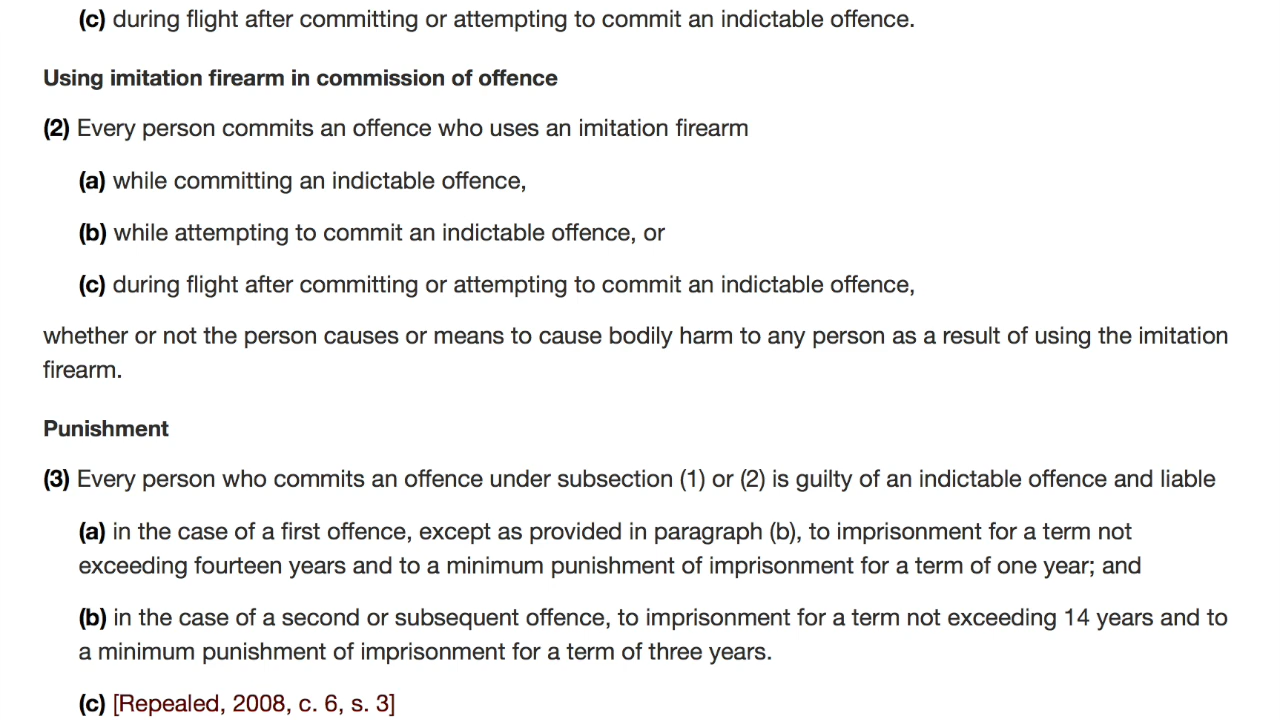 (c) during flight after committing or attempting to commit an indictable offence.
Using imitation firearm in commission of offence
(2) Every person commits an offence who uses an imitation firearm
(a) while committing an indictable offence,
(b) while attempting to commit an indictable offence, or
(c) during flight after committing or attempting to commit an indictable offence,
whether or not the person causes or means to cause bodily harm to any person as a result of using the imitation
firearm.
Punishment
(3) Every person who commits an offence under subsection (1) or (2) is guilty of an indictable offence and liable
(a) in the case of a first offence, except as provided in paragraph (b), to imprisonment for a term not
exceeding fourteen years and to a minimum punishment of imprisonment for a term of one year; and
(b) in the case of a second or subsequent offence, to imprisonment for a term not exceeding 14 years and to
a minimum punishment of imprisonment for a term of three years.
(c) [Repealed, 2008, c. 6, s. 3]